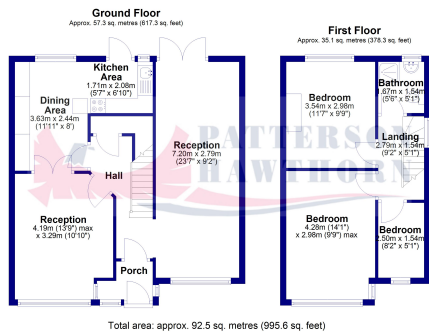 Ground Floor
Approx. 57.3 sq. metres (617.3 sq. feet)
Kitchen
Area
1.71m x 2.08m
(5'7" x 6'10")
Dining
Area
3.63m x 2.44m
(11'11" x 8')
Reception
7.20m x 2.79m
(23'7" x 9'2")
Hall
Reception
4.19m (13'9") max
x 3.29m (10'10")
Porch
First Floor
Approx. 35.1 sq. metres (378.3 sq. feet)
Bathroom
1.67m x 1.54m
(5'6" x 5'1")
Bedroom
3.54m x 2.98m
(11'7" x 9'9")
Landing
2.79m x 1.54m
(9'2" x 5'1")
Bedroom
4.28m (14'1")
x 2.98m (9'9") max
Bedroom
2.50m x 1.54m
(8'2" x 5'1")
PATTERSON
HAWTHORN
Total area: approx. 92.5 sq. metres (995.6 sq. feet)